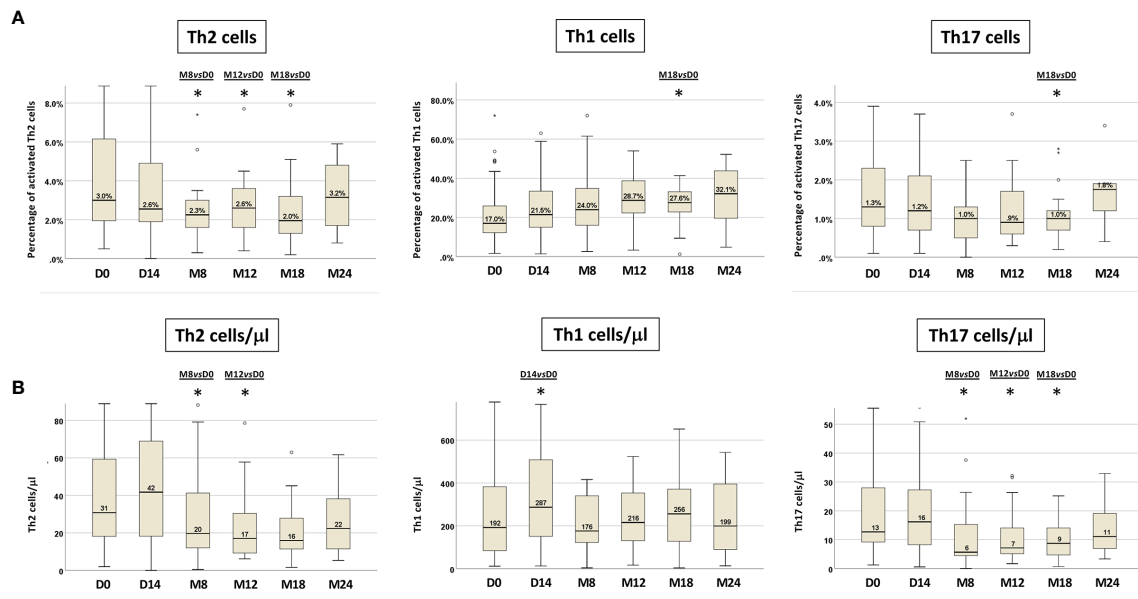 A
Th2 cells
Th1 cells
Th17 cells
M8vsD0 M12vsD0 M18vsD0
* * *
M18vsD0
*
M18vsD0
*
Percentage of activated Th2 cells
8.0%
6.0%
4.0%
2.0%
.0%
3.0%
2.6%
2.3%
2.6%
2.0%
3.2%
D0 D14 M8 M12 M18 M24
Percentage of activated Th1 cells
80.0%
60.0%
40.0%
20.0%
.0%
17.0%
21.5%
24.0%
28.7%
27.6%
32.1%
D0 D14 M8 M12 M18 M24
Percentage of activated Th17 cells
4.0%
3.0%
2.0%
1.0%
.0%
1.3%
1.2%
1.0%
.9%
1.0%
1.8%
D0 D14 M8 M12 M18 M24
B
Th2 cells/µl
Th1 cells/µl
Th17 cells/µl
M8vsD0 M12vsD0
* *
D14vsD0
*
M8vsD0 M12vsD0 M18vsD0
* * *
Th2 cells/µl
80
60
40
20
0
31
42
20
17
16
22
D0 D14 M8 M12 M18 M24
Th1 cells/µl
600
400
200
0
192
287
176
216
256
199
D0 D14 M8 M12 M18 M24
Th17 cells/µl
50
40
30
20
10
0
13
16
6
7
9
11
D0 D14 M8 M12 M18 M24